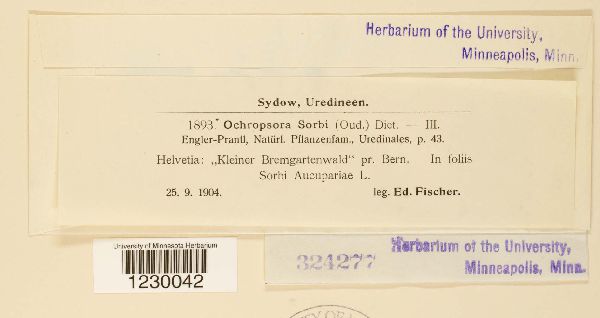 Herbarium of the University,
Minneapolis, Minn.
Sydow, Uredineen.
1893. Ochropsora Sorbi (Oud.) Diet. — III.
Engler-Prantl, Natürl. Pflanzenfam., Uredinales, p. 43.
Helvetia: „Kleiner Bremgartenwald" pr. Bern. In foliis
Sorbi Aucupariae L.
25. 9. 1904. leg. Ed. Fischer.
University of Minnesota Herbarium
1230042
324277
Herbarium of the University,
Minneapolis, Minn.